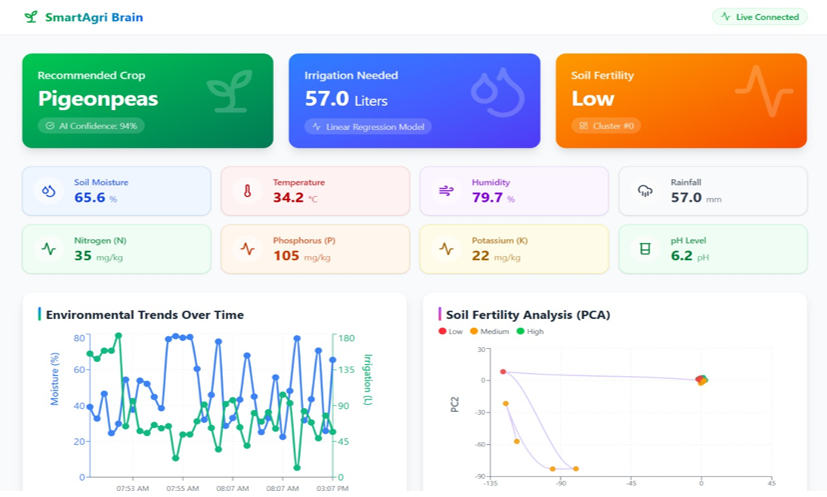 SmartAgri Brain
Live Connected
Recommended Crop
Pigeonpeas
AI Confidence: 94%
Irrigation Needed
57.0 Liters
Linear Regression Model
Soil Fertility
Low
Cluster #0
Soil Moisture
65.6 %
Temperature
34.2 °C
Humidity
79.7 %
Rainfall
57.0 mm
Nitrogen (N)
35 mg/kg
Phosphorus (P)
105 mg/kg
Potassium (K)
22 mg/kg
pH Level
6.2 pH
Environmental Trends Over Time
Moisture (%)
80
60
40
20
0
180
135
90
45
0
Irrigation (L)
07:53 AM 07:55 AM 08:07 AM 08:07 AM 03:07 PM
Soil Fertility Analysis (PCA)
Low Medium High
PC2
30
0
-30
-60
-90
-135 -90 -45 0 45